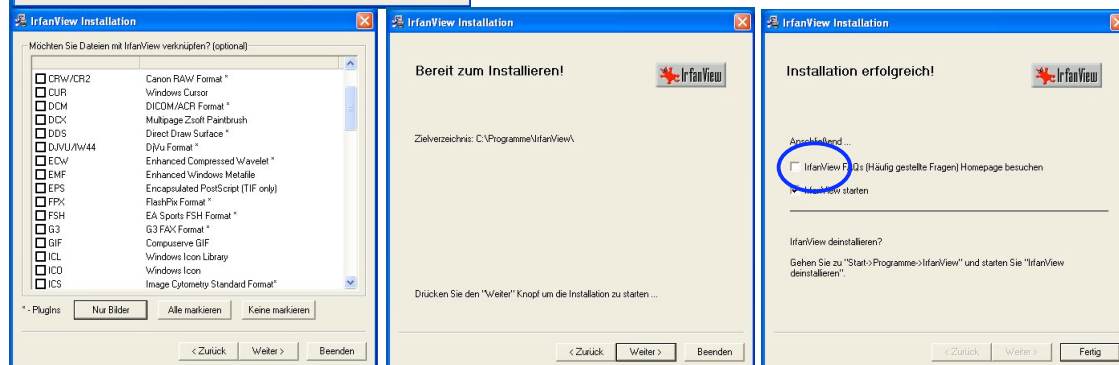 IrfanView Installation
Möchten Sie Dateien mit IrfanView verknüpfen? (optional)
CRW/CR2 Canon RAW Format *
CUR Windows Cursor
DCM DICOM/ACR Format *
DCX Multipage Zsoft Paintbrush
DDS Direct Draw Surface *
DJVU/IW44 DjVu Format *
ECW Enhanced Compressed Wavelet *
EMF Enhanced Windows Metafile
EPS Encapsulated PostScript (TIF only)
FPX FlashPix Format *
FSH EA Sports FSH Format *
G3 G3 FAX Format *
GIF Compuserve GIF
ICL Windows Icon Library
ICO Windows Icon
ICS Image Cytometry Standard Format*
* - PlugIns Nur Bilder Alle markieren Keine markieren
< Zurück Weiter > Beenden
IrfanView Installation
Bereit zum Installieren!
IrfanView
Zielverzeichnis: C:\Programme\IrfanView\
Drücken Sie den "Weiter" Knopf um die Installation zu starten ...
< Zurück Weiter > Beenden
IrfanView Installation
Installation erfolgreich!
IrfanView
Anschließend ...
IrfanView FAQs (Häufig gestellte Fragen) Homepage besuchen
IrfanView starten
IrfanView deinstallieren?
Gehen Sie zu "Start->Programme->IrfanView" und starten Sie "IrfanView
deinstallieren".
< Zurück Weiter > Fertig